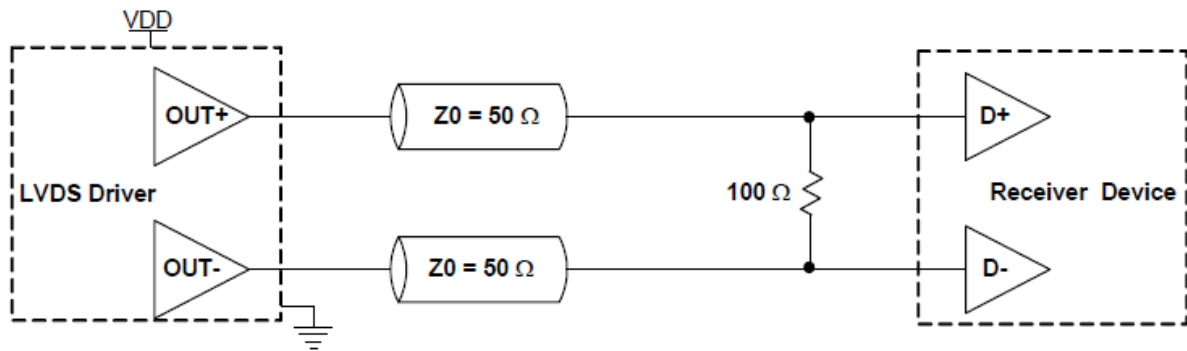 VDD
OUT+
Z0 = 50 Ω
D+
LVDS Driver
100 Ω
Receiver Device
OUT-
Z0 = 50 Ω
D-